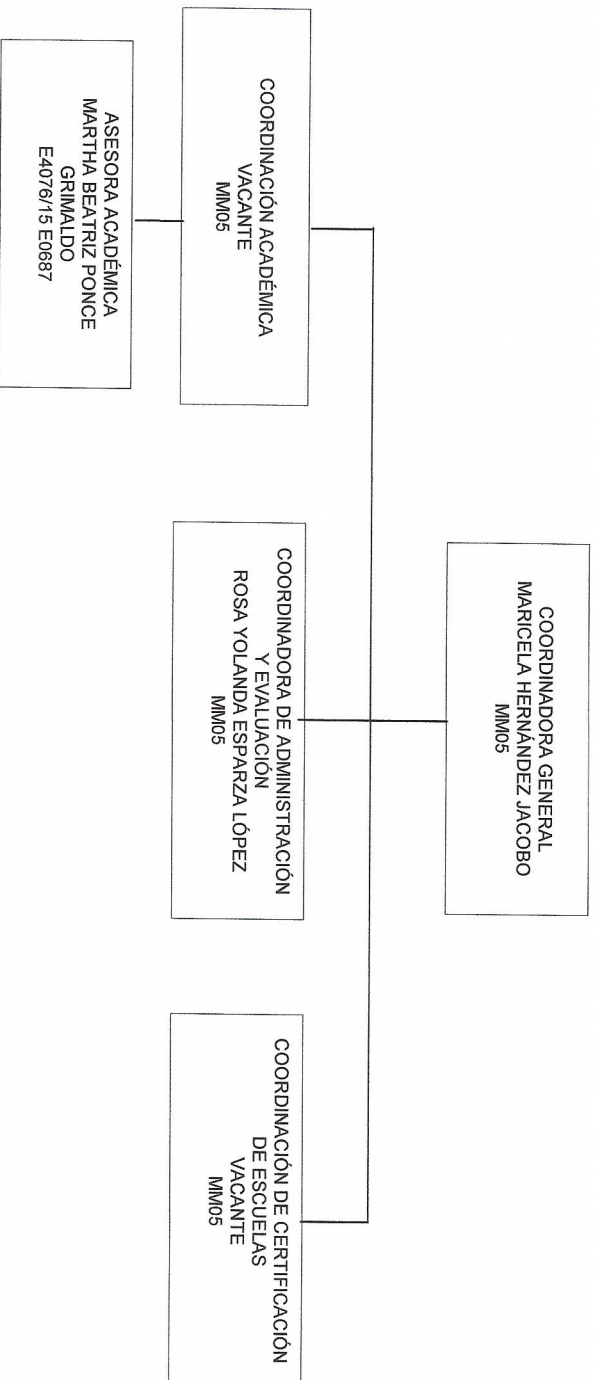 COORDINADORA GENERAL
MARICELA HERNÁNDEZ JACOBO
MM05
COORDINACIÓN ACADÉMICA
VACANTE
MM05
COORDINADORA DE ADMINISTRACIÓN
Y EVALUACIÓN
ROSA YOLANDA ESPARZA LÓPEZ
MM05
COORDINACIÓN DE CERTIFICACIÓN
DE ESCUELAS
VACANTE
MM05
ASESORA ACADÉMICA
MARTHA BEATRIZ PONCE
GRIMALDO
E4076/15 E0687